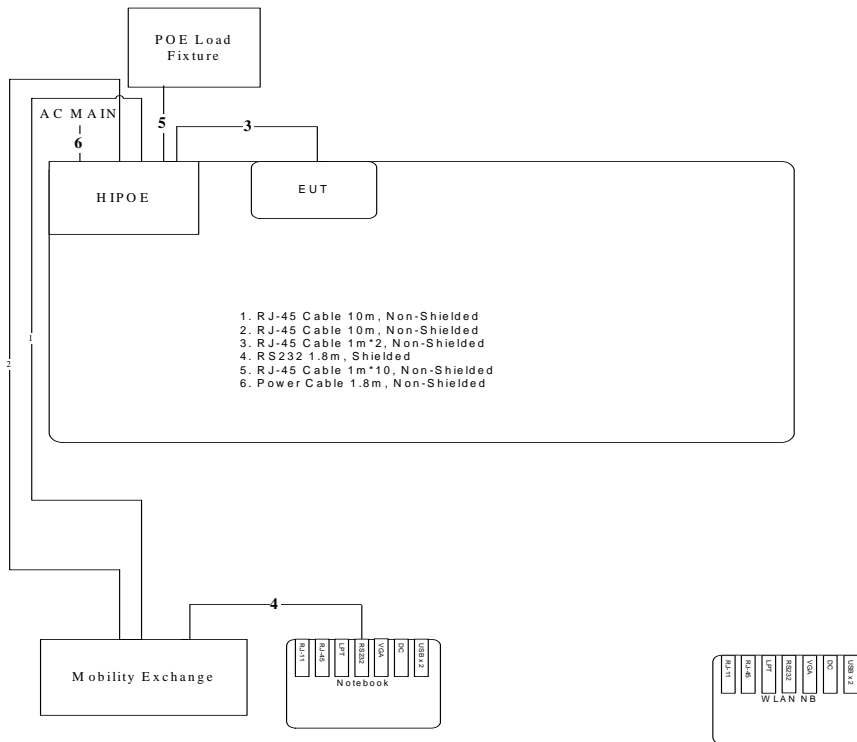 POE Load
Fixture
AC MAIN
6
5
3
HIPOE
EUT
1. RJ-45 Cable 10m, Non-Shielded
2. RJ-45 Cable 10m, Non-Shielded
3. RJ-45 Cable 1m*2, Non-Shielded
4. RS232 1.8m, Shielded
5. RJ-45 Cable 1m*10, Non-Shielded
6. Power Cable 1.8m, Non-Shielded
1
2
4
Mobility Exchange
RJ-11
RJ-45
LPT
RS232
VGA
DC
USB x 2
Notebook
RJ-11
RJ-45
LPT
RS232
VGA
DC
USB x 2
WLAN NB